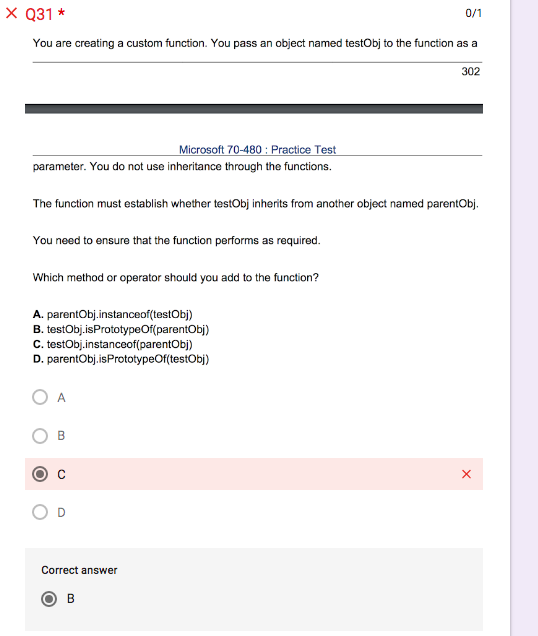 × Q31 *
0/1
You are creating a custom function. You pass an object named testObj to the function as a
302
Microsoft 70-480 : Practice Test
parameter. You do not use inheritance through the functions.
The function must establish whether testObj inherits from another object named parentObj.
You need to ensure that the function performs as required.
Which method or operator should you add to the function?
A. parentObj.instanceof(testObj)
B. testObj.isPrototypeOf(parentObj)
C. testObj.instanceof(parentObj)
D. parentObj.isPrototypeOf(testObj)
A
B
C ×
D
Correct answer
B